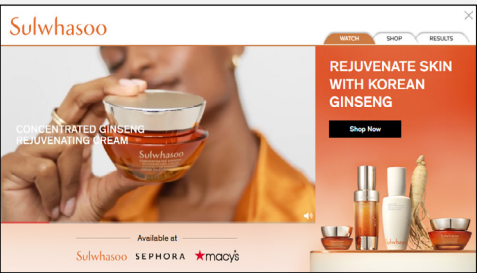 Sulwhasoo
WATCH
SHOP
RESULTS
CONCENTRATED GINSENG
REJUVENATING CREAM
Sulwhasoo
REJUVENATE SKIN
WITH KOREAN
GINSENG
Shop Now
Sulwhasoo
Available at
Sulwhasoo SEPHORA ★macy's